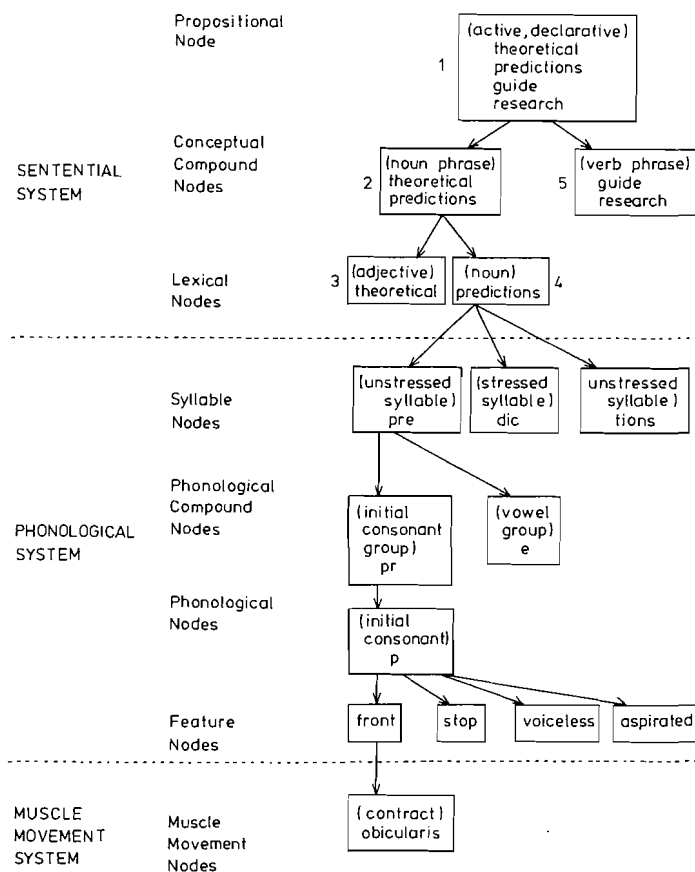 Propositional
Node
1
(active, declarative)
theoretical
predictions
guide
research
SENTENTIAL
SYSTEM
Conceptual
Compound
Nodes
2
(noun phrase)
theoretical
predictions
5
(verb phrase)
guide
research
Lexical
Nodes
3
(adjective)
theoretical
(noun)
predictions
4
PHONOLOGICAL
SYSTEM
Syllable
Nodes
(unstressed
syllable)
pre
(stressed
syllable)
dic
unstressed
syllable)
tions
Phonological
Compound
Nodes
(initial
consonant
group)
pr
(vowel
group)
e
Phonological
Nodes
(initial
consonant)
p
Feature
Nodes
front
stop
voiceless
aspirated
MUSCLE
MOVEMENT
SYSTEM
Muscle
Movement
Nodes
(contract)
obicularis